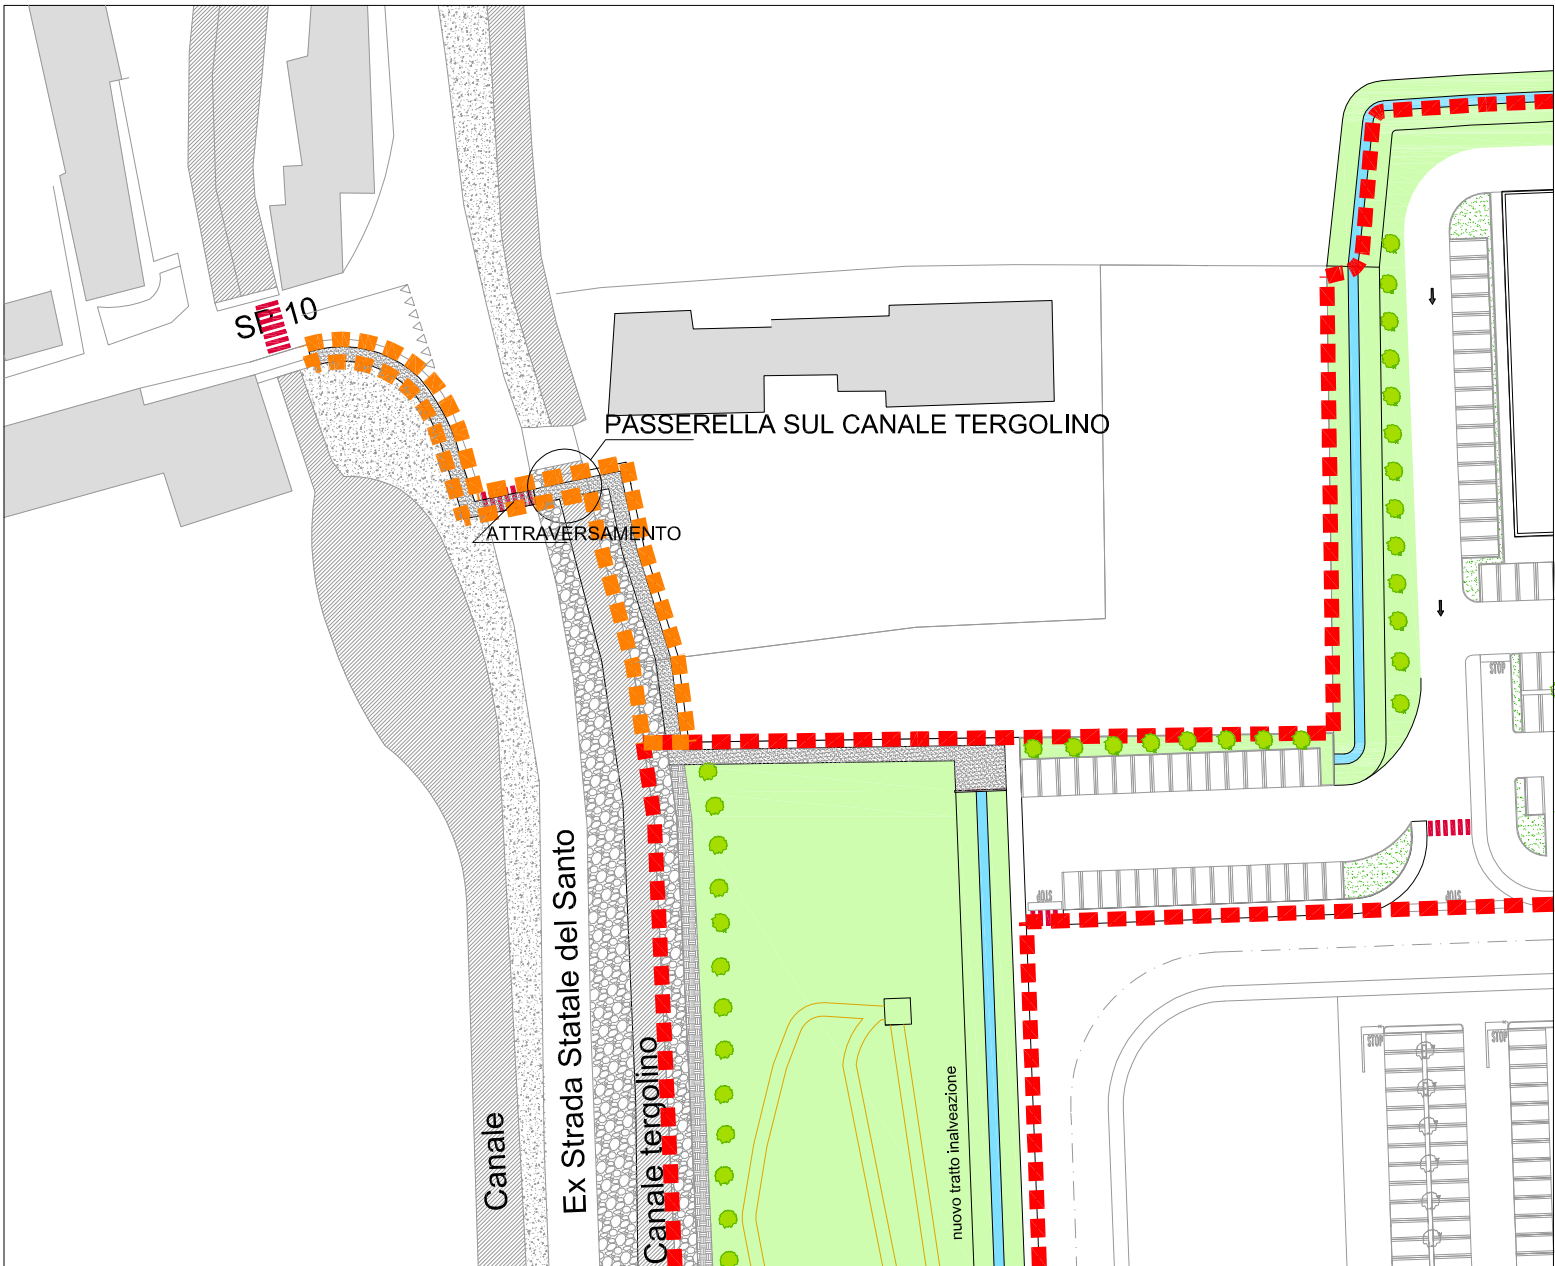 SP 10
PASSERELLA SUL CANALE TERGOLINO
ATTRAVERSAMENTO
STOP
STOP
STOP
Canale
Ex Strada Statale del Santo
Canale tergolino
nuovo tratto inalveazione
STOP
STOP